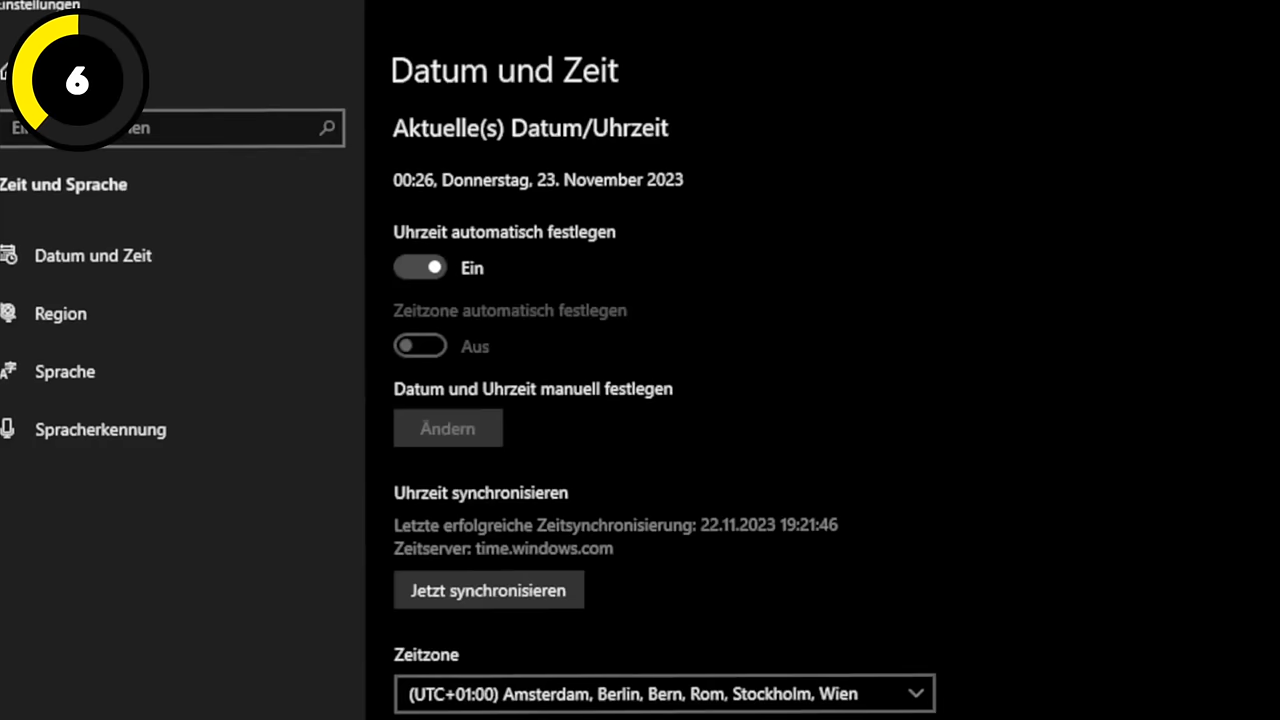 Einstellungen
6
Zeit und Sprache
Datum und Zeit
Region
Sprache
Spracherkennung
Datum und Zeit
Aktuelle(s) Datum/Uhrzeit
00:26, Donnerstag, 23. November 2023
Uhrzeit automatisch festlegen
Ein
Zeitzone automatisch festlegen
Aus
Datum und Uhrzeit manuell festlegen
Ändern
Uhrzeit synchronisieren
Letzte erfolgreiche Zeitsynchronisierung: 22.11.2023 19:21:46
Zeitserver: time.windows.com
Jetzt synchronisieren
Zeitzone
(UTC+01:00) Amsterdam, Berlin, Bern, Rom, Stockholm, Wien